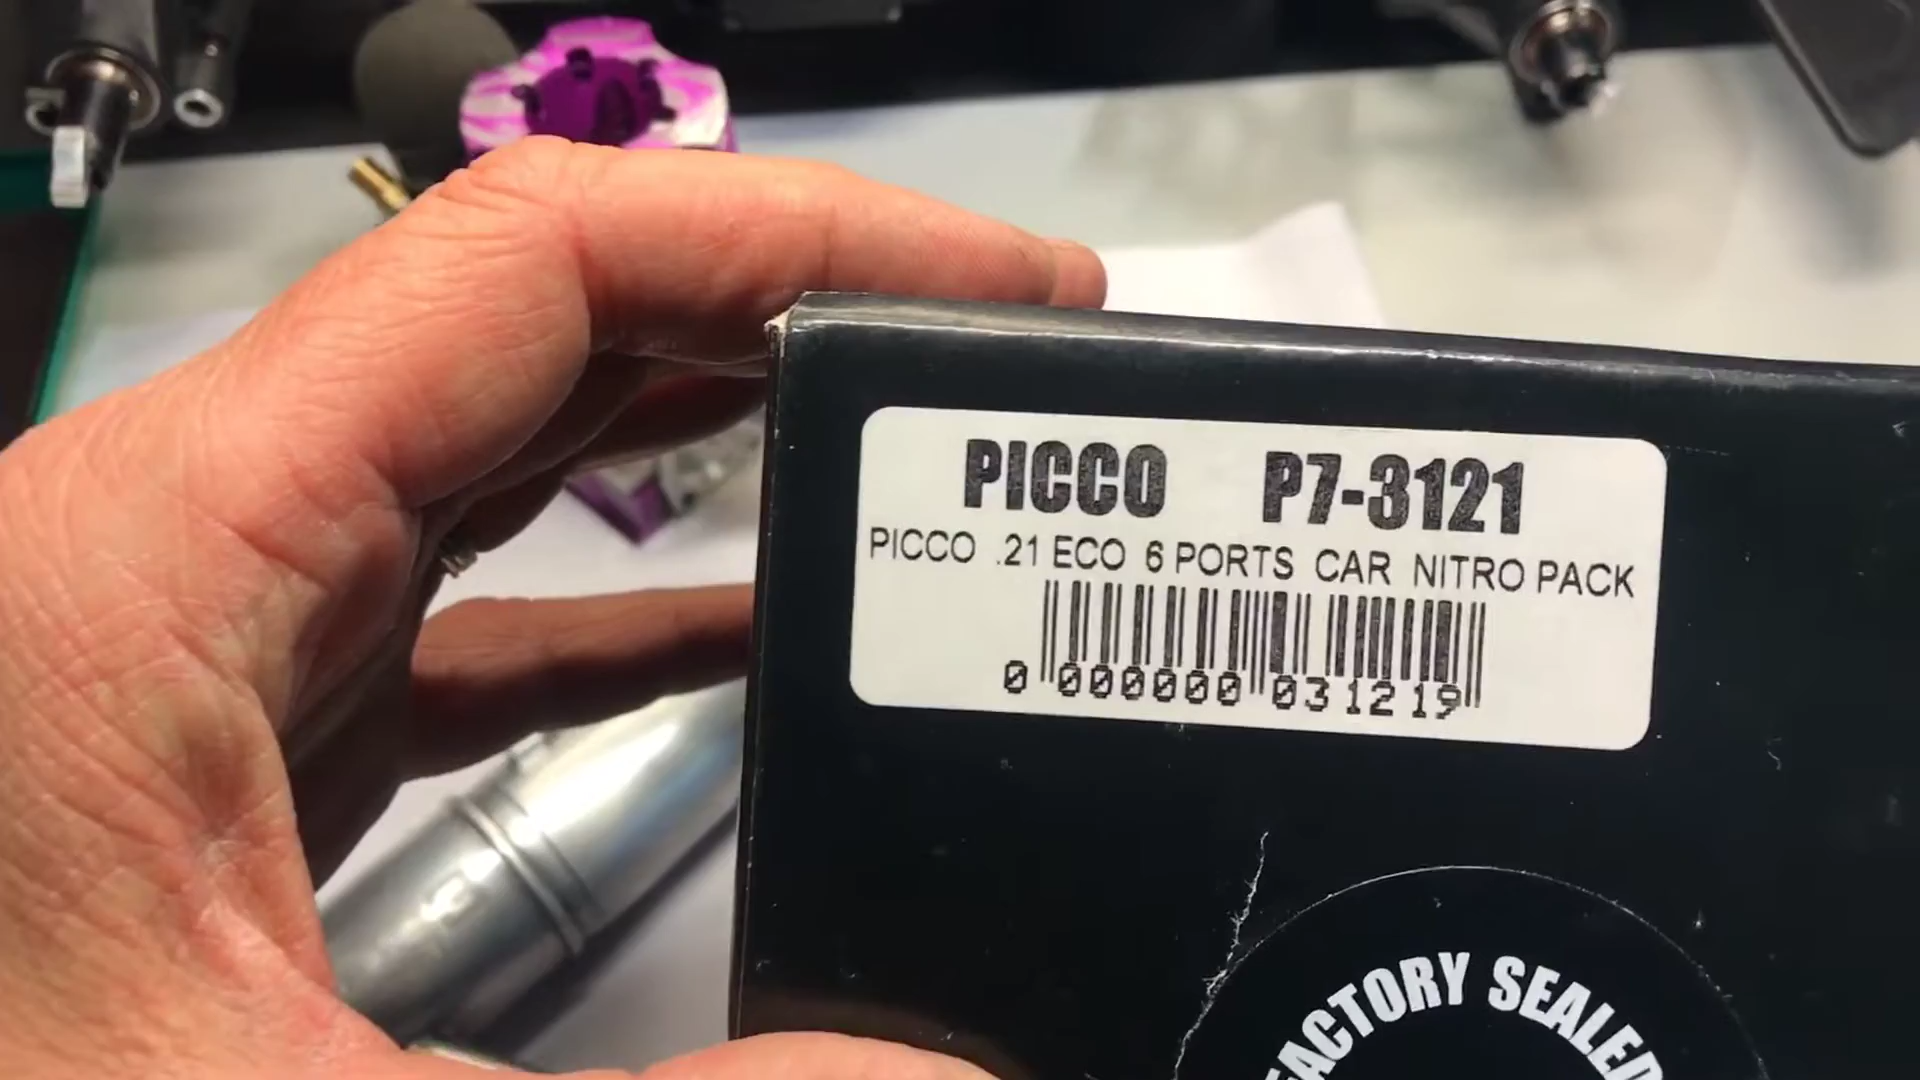 PICCO P7-3121
PICCO .21 ECO 6 PORTS CAR NITRO PACK
0 000000 031219
FACTORY SEALED